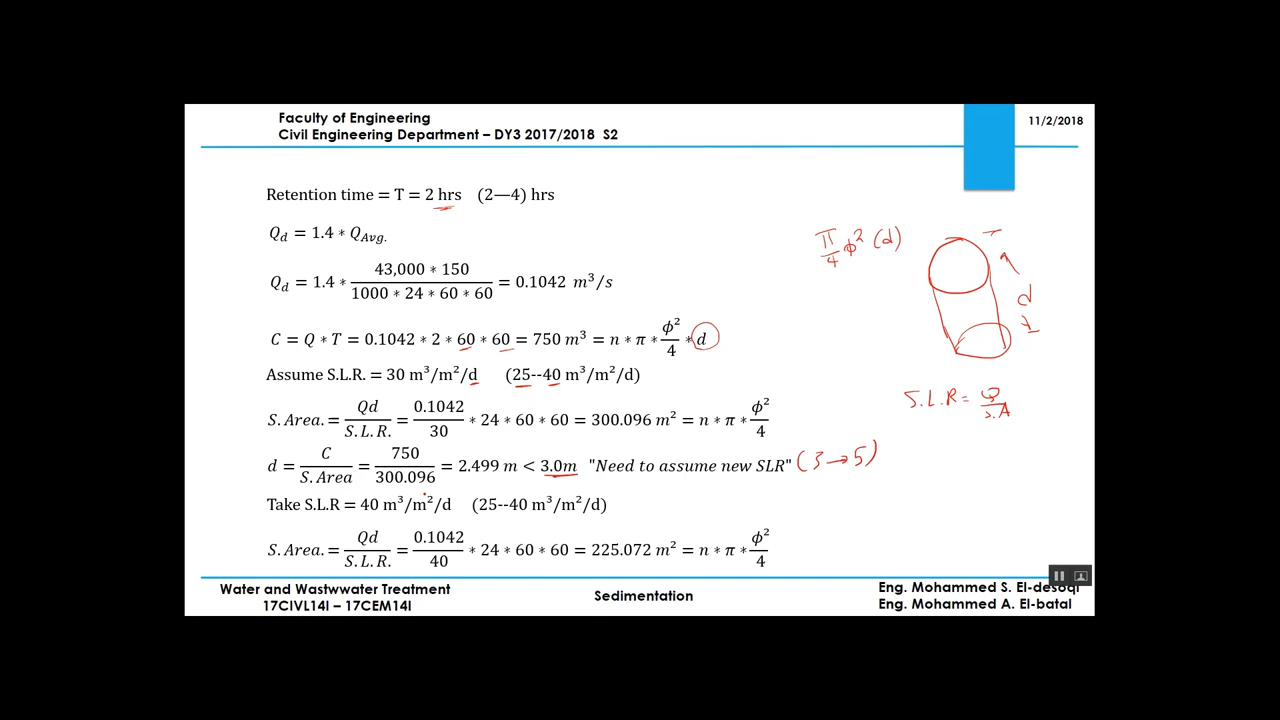 Faculty of Engineering
Civil Engineering Department – DY3 2017/2018 S2
11/2/2018
Retention time = T = 2 hrs (2—4) hrs
Q_d = 1.4 * Q_Avg.
Q_d = 1.4 * (43,000 * 150)/(1000 * 24 * 60 * 60) = 0.1042 m³/s
C = Q * T = 0.1042 * 2 * 60 * 60 = 750 m³ = n * π * ϕ²/4 * d
Assume S.L.R. = 30 m³/m²/d (25--40 m³/m²/d)
S. Area. = Qd/S.L.R. = 0.1042/30 * 24 * 60 * 60 = 300.096 m² = n * π * ϕ²/4
d = C/S. Area = 750/300.096 = 2.499 m < 3.0m "Need to assume new SLR" (3→5)
Take S.L.R = 40 m³/m²/d (25--40 m³/m²/d)
S. Area. = Qd/S.L.R. = 0.1042/40 * 24 * 60 * 60 = 225.072 m² = n * π * ϕ²/4
π/4 ϕ² (d)
d
S.L.R = Q/S.A
Water and Wastwwater Treatment
17CIVL14I – 17CEM14I
Sedimentation
Eng. Mohammed S. El-desoqi
Eng. Mohammed A. El-batal